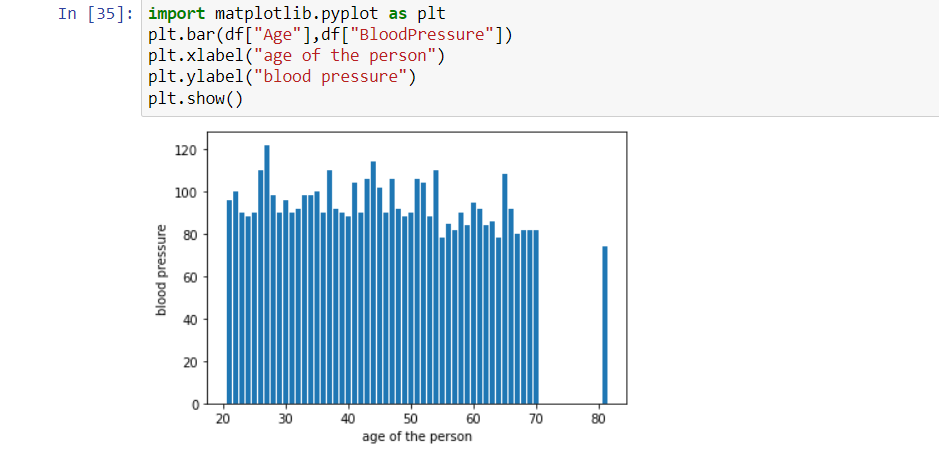 In [35]: import matplotlib.pyplot as plt
plt.bar(df["Age"],df["BloodPressure"])
plt.xlabel("age of the person")
plt.ylabel("blood pressure")
plt.show()
120
100
80
60
40
20
0
blood pressure
20 30 40 50 60 70 80
age of the person